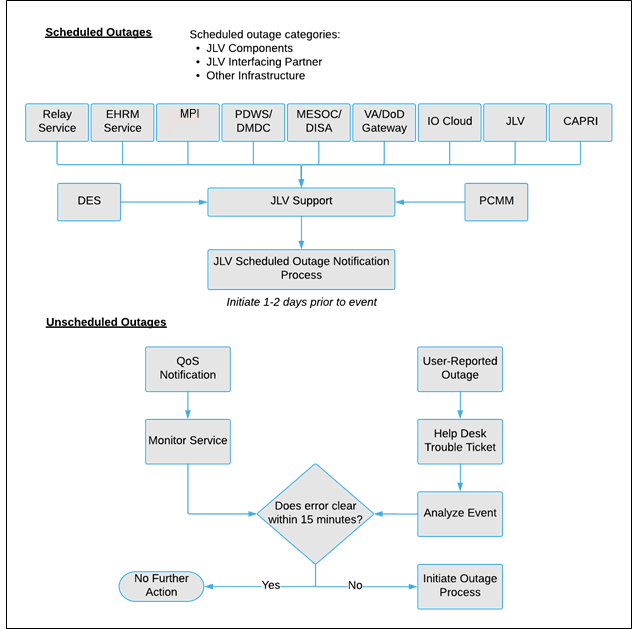 Scheduled Outages
Scheduled outage categories:
• JLV Components
• JLV Interfacing Partner
• Other Infrastructure
Relay
Service
EHRM
Service
MPI
PDWS/
DMDC
MESOC/
DISA
VA/DoD
Gateway
IO Cloud
JLV
CAPRI
DES
JLV Support
PCMM
JLV Scheduled Outage Notification
Process
Initiate 1-2 days prior to event
Unscheduled Outages
QoS
Notification
User-Reported
Outage
Monitor Service
Help Desk
Trouble Ticket
Does error clear
within 15 minutes?
Analyze Event
No Further
Action
Yes
No
Initiate Outage
Process